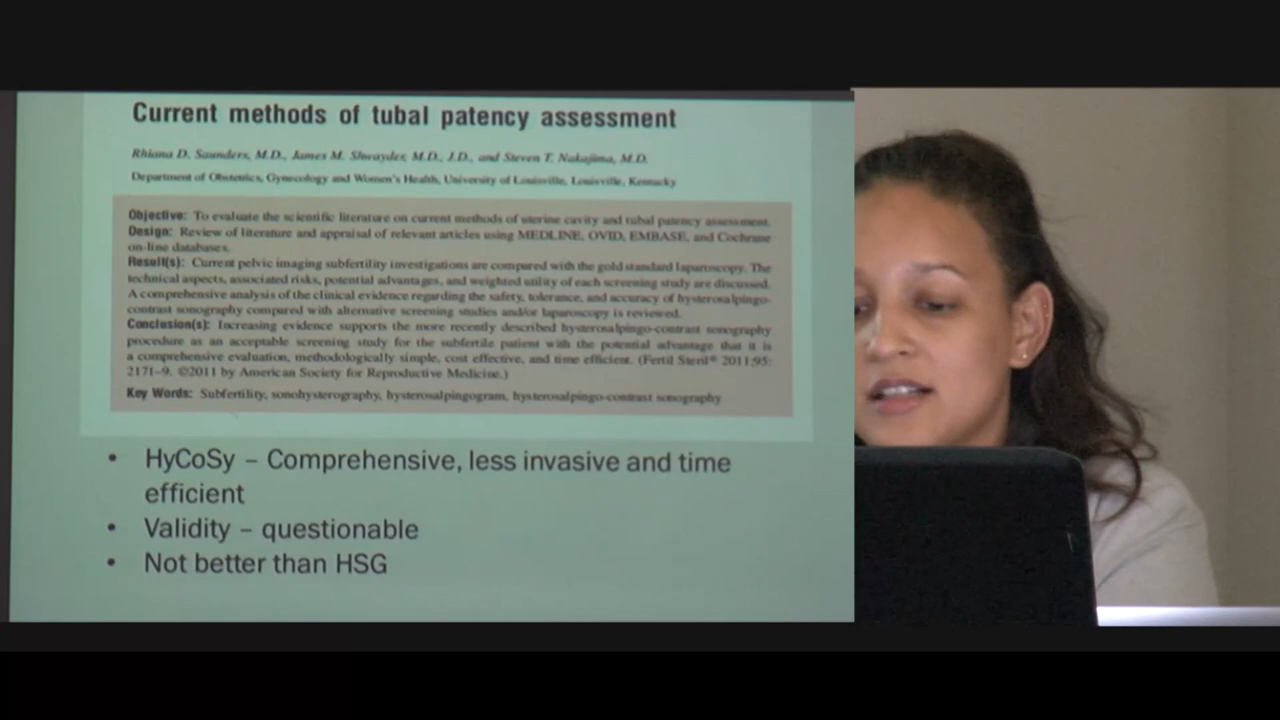 Current methods of tubal patency assessment
Rhiana D. Saunders, M.D., James M. Shwayder, M.D., J.D., and Steven T. Nakajima, M.D.
Department of Obstetrics, Gynecology and Women's Health, University of Louisville, Louisville, Kentucky
Objective: To evaluate the scientific literature on current methods of uterine cavity and tubal patency assessment.
Design: Review of literature and appraisal of relevant articles using MEDLINE, OVID, EMBASE, and Cochrane
on-line databases.
Result(s): Current pelvic imaging subfertility investigations are compared with the gold standard laparoscopy. The
technical aspects, associated risks, potential advantages, and weighted utility of each screening study are discussed.
A comprehensive analysis of the clinical evidence regarding the safety, tolerance, and accuracy of hysterosalpingo-
contrast sonography compared with alternative screening studies and/or laparoscopy is reviewed.
Conclusion(s): Increasing evidence supports the more recently described hysterosalpingo-contrast sonography
procedure as an acceptable screening study for the subfertile patient with the potential advantage that it is
a comprehensive evaluation, methodologically simple, cost effective, and time efficient. (Fertil Steril® 2011;95:
2171–9. ©2011 by American Society for Reproductive Medicine.)
Key Words: Subfertility, sonohysterography, hysterosalpingogram, hysterosalpingo-contrast sonography
• HyCoSy – Comprehensive, less invasive and time
efficient
• Validity – questionable
• Not better than HSG